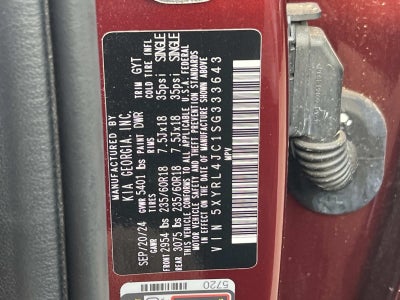 MANUFACTURED BY
KIA GEORGIA, INC.
SEP/20/24 GVWR 5401 lbs PAINT DWR TRIM GYT
GAWR TIRES RIMS COLD TIRE INFL
FRONT 2954 lbs 235/60R18 7.5Jx18 35psi SINGLE
REAR 3075 lbs 235/60R18 7.5Jx18 35psi SINGLE
THIS VEHICLE CONFORMS TO ALL APPLICABLE U.S.A. FEDERAL
MOTOR VEHICLE SAFETY AND THEFT PREVENTION STANDARDS
IN EFFECT ON THE DATE OF MANUFACTURE SHOWN ABOVE
MPV
VIN 5XYRL4JC1SG333643
5720